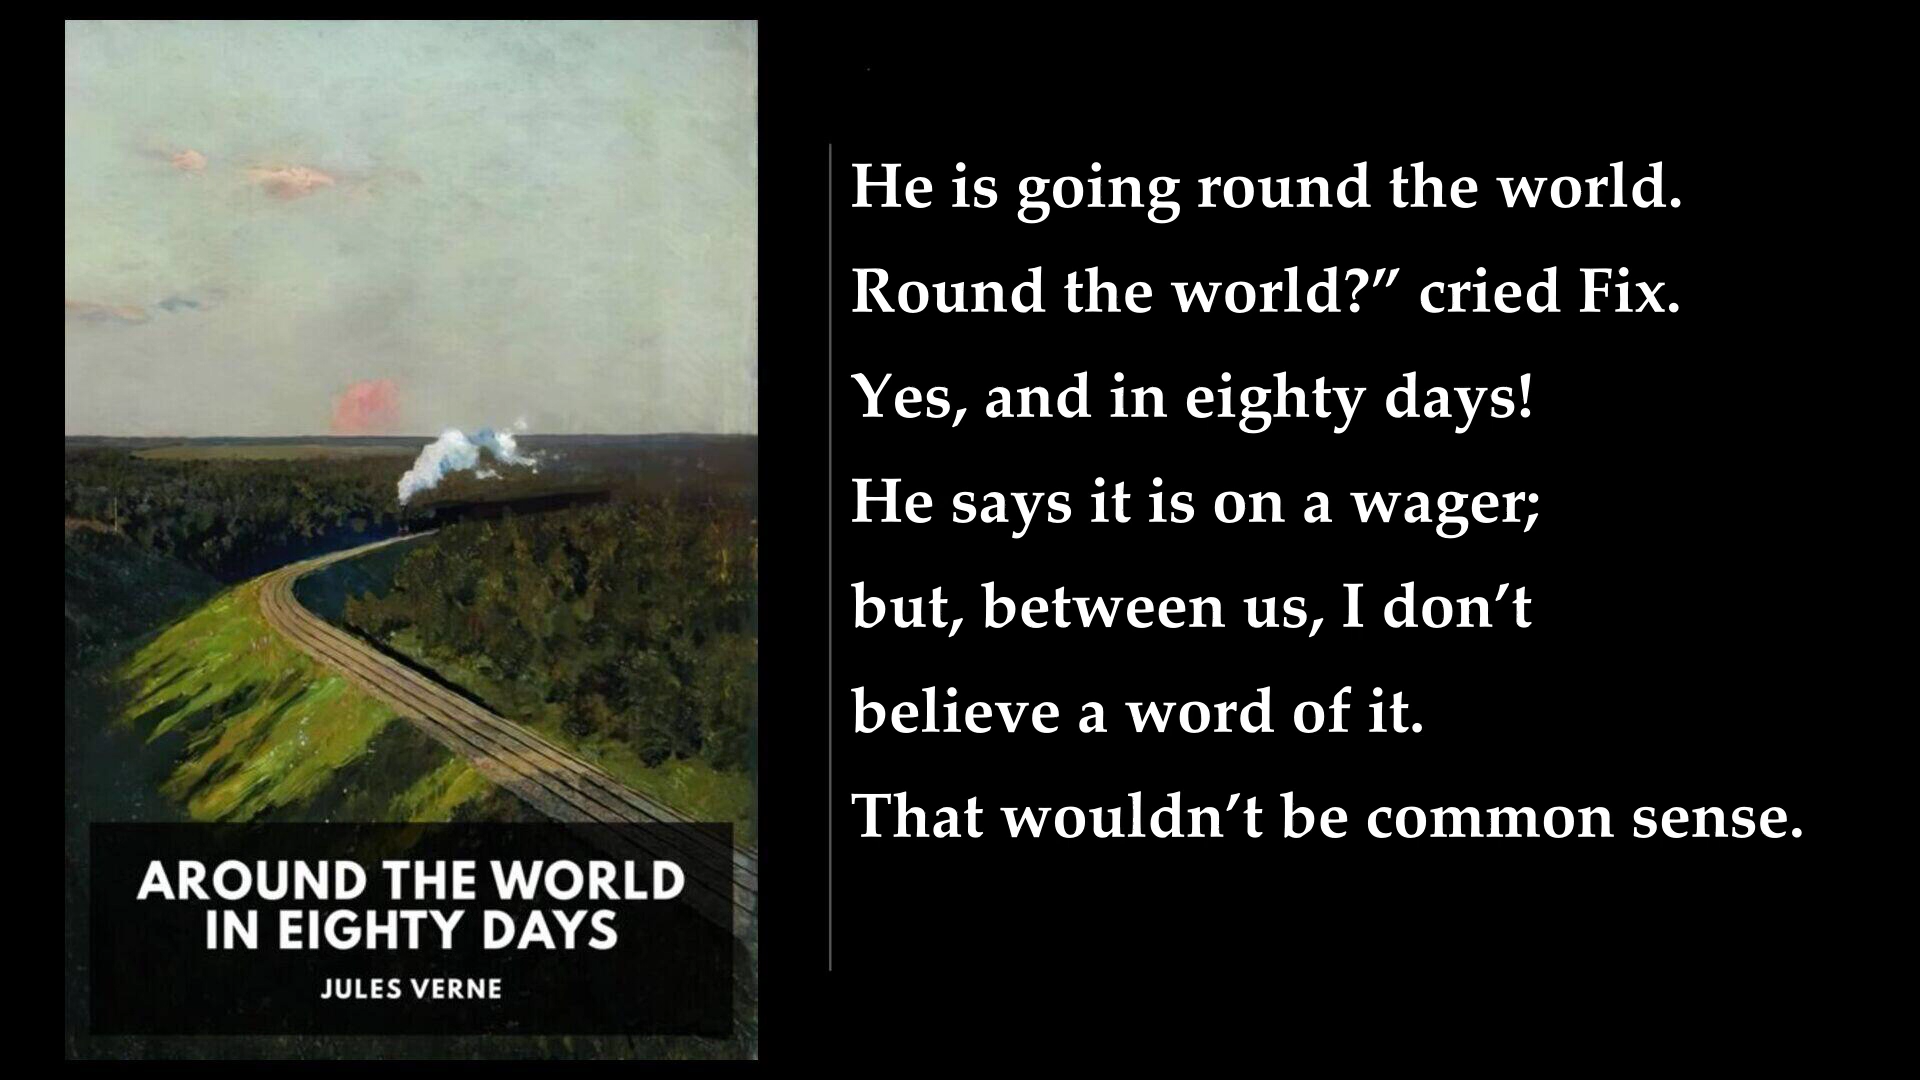 He is going round the world.
Round the world?” cried Fix.
Yes, and in eighty days!
He says it is on a wager;
but, between us, I don’t
believe a word of it.
That wouldn’t be common sense.
AROUND THE WORLD
IN EIGHTY DAYS
JULES VERNE